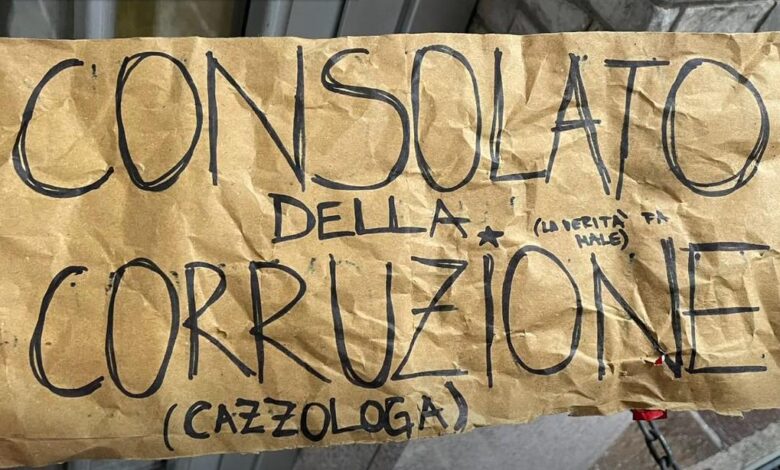 CONSOLATO
DELLA
(LA VERITÀ FA
MALE)
CORRUZIONE
(CAZZOLOGA)